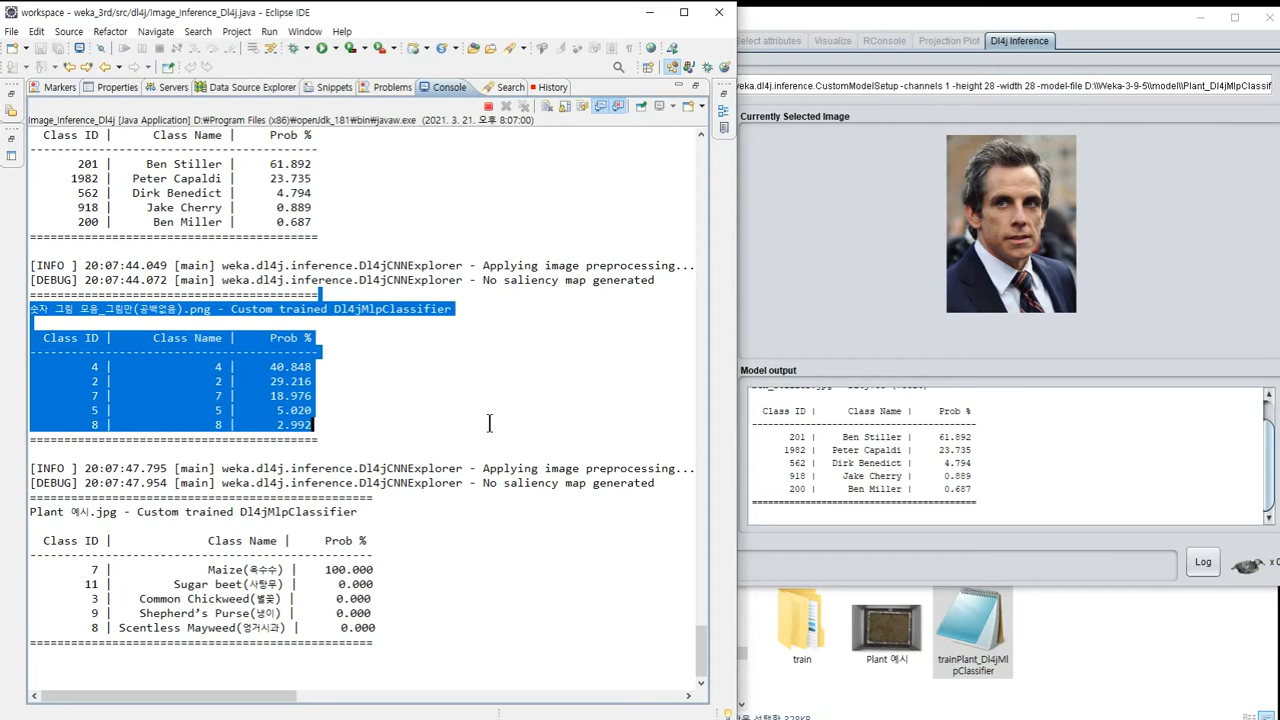 workspace - weka_3rd/src/dl4j/Image_Inference_Dl4j.java - Eclipse IDE
File Edit Source Refactor Navigate Search Project Run Window Help
Markers Properties Servers Data Source Explorer Snippets Problems Console Search History
Image_Inference_Dl4j [Java Application] D:\Program Files (x86)\openJdk_181\bin\javaw.exe (2021. 3. 21. 오후 8:07:00)
Class ID | Class Name | Prob %
201 | Ben Stiller | 61.892
1982 | Peter Capaldi | 23.735
562 | Dirk Benedict | 4.794
918 | Jake Cherry | 0.889
200 | Ben Miller | 0.687
==========================================
[INFO ] 20:07:44.049 [main] weka.dl4j.inference.Dl4jCNNExplorer - Applying image preprocessing...
[DEBUG] 20:07:44.072 [main] weka.dl4j.inference.Dl4jCNNExplorer - No saliency map generated
==========================================
숫자 그림 모음_그림만(공백없음).png - Custom trained Dl4jMlpClassifier
Class ID | Class Name | Prob %
4 | 4 | 40.848
2 | 2 | 29.216
7 | 7 | 18.976
5 | 5 | 5.020
8 | 8 | 2.992
==========================================
[INFO ] 20:07:47.795 [main] weka.dl4j.inference.Dl4jCNNExplorer - Applying image preprocessing...
[DEBUG] 20:07:47.954 [main] weka.dl4j.inference.Dl4jCNNExplorer - No saliency map generated
==================================================
Plant 예시.jpg - Custom trained Dl4jMlpClassifier
Class ID | Class Name | Prob %
7 | Maize(옥수수) | 100.000
11 | Sugar beet(사탕무) | 0.000
3 | Common Chickweed(별꽃) | 0.000
9 | Shepherd's Purse(냉이) | 0.000
8 | Scentless Mayweed(엉거시과) | 0.000
==================================================
Select attributes Visualize RConsole Projection Plot Dl4j Inference
weka.dl4j.inference.CustomModelSetup -channels 1 -height 28 -width 28 -model-file D:\\Weka-3-9-5\\model\\Plant_Dl4jMlpClassif
Currently Selected Image
Model output
Class ID | Class Name | Prob %
201 | Ben Stiller | 61.892
1982 | Peter Capaldi | 23.735
562 | Dirk Benedict | 4.794
918 | Jake Cherry | 0.889
200 | Ben Miller | 0.687
Log
x 0
train
Plant 예시
trainPlant_Dl4jMl
pClassifier